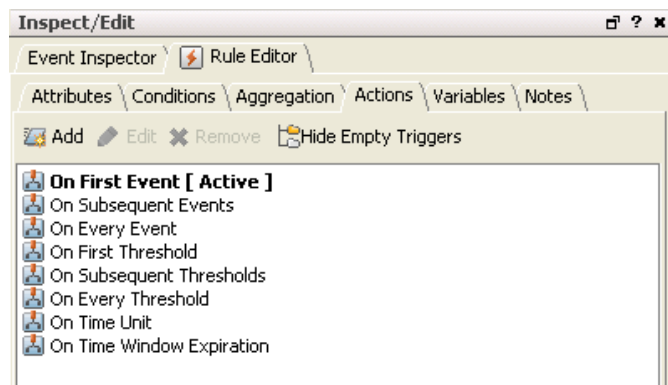 Inspect/Edit
Event Inspector Rule Editor
Attributes Conditions Aggregation Actions Variables Notes
Add Edit Remove Hide Empty Triggers
On First Event [ Active ]
On Subsequent Events
On Every Event
On First Threshold
On Subsequent Thresholds
On Every Threshold
On Time Unit
On Time Window Expiration